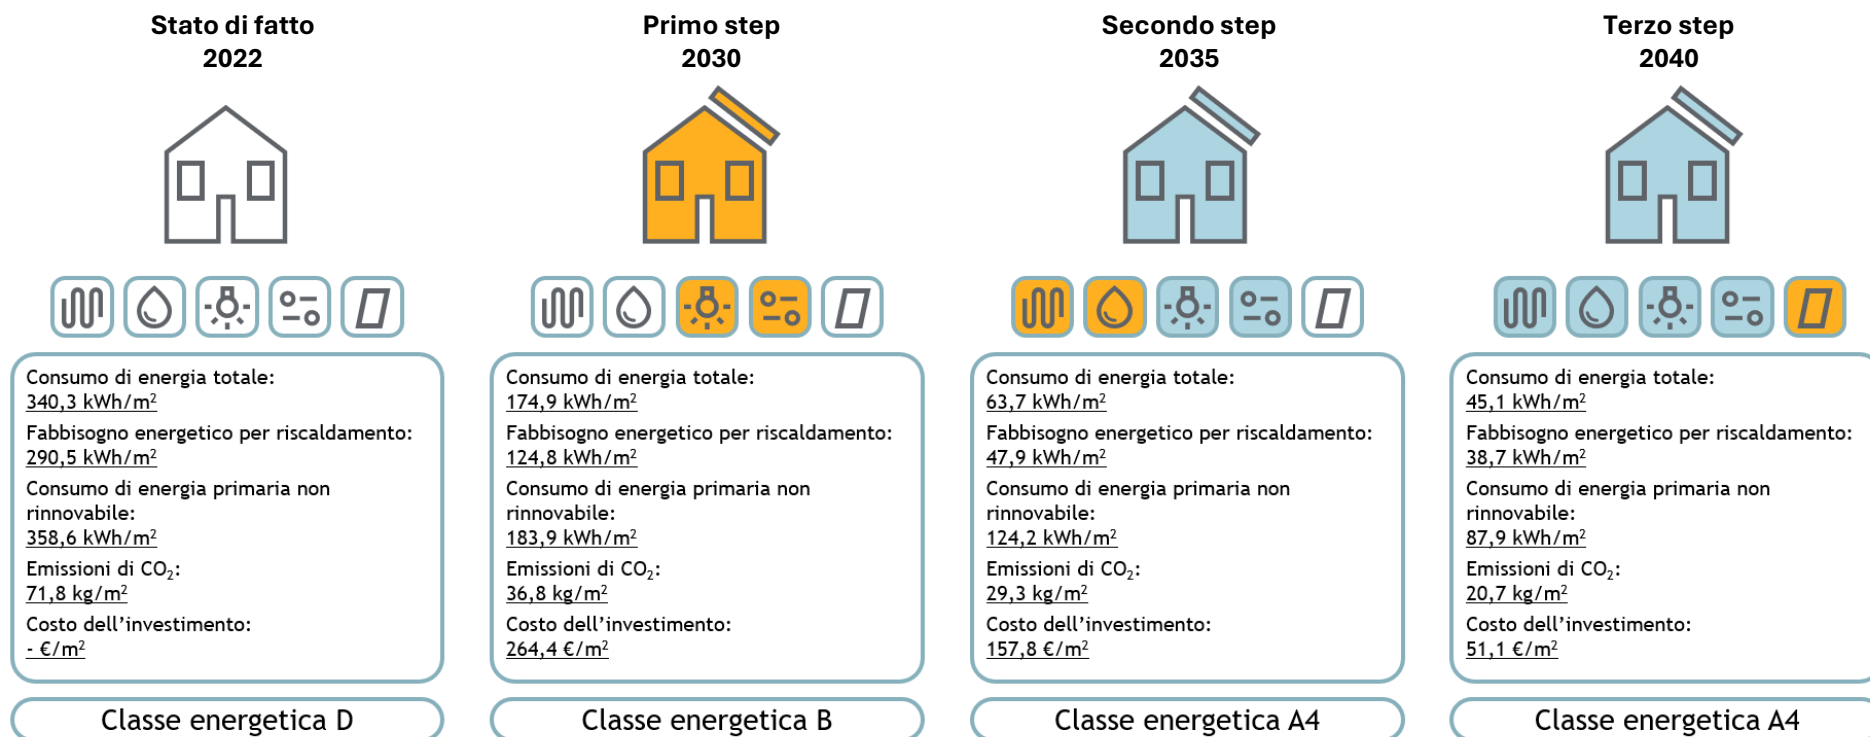 Stato di fatto
2022
Consumo di energia totale:
340,3 kWh/m²
Fabbisogno energetico per riscaldamento:
290,5 kWh/m²
Consumo di energia primaria non
rinnovabile:
358,6 kWh/m²
Emissioni di CO₂:
71,8 kg/m²
Costo dell'investimento:
- €/m²
Classe energetica D
Primo step
2030
Consumo di energia totale:
174,9 kWh/m²
Fabbisogno energetico per riscaldamento:
124,8 kWh/m²
Consumo di energia primaria non
rinnovabile:
183,9 kWh/m²
Emissioni di CO₂:
36,8 kg/m²
Costo dell'investimento:
264,4 €/m²
Classe energetica B
Secondo step
2035
Consumo di energia totale:
63,7 kWh/m²
Fabbisogno energetico per riscaldamento:
47,9 kWh/m²
Consumo di energia primaria non
rinnovabile:
124,2 kWh/m²
Emissioni di CO₂:
29,3 kg/m²
Costo dell'investimento:
157,8 €/m²
Classe energetica A4
Terzo step
2040
Consumo di energia totale:
45,1 kWh/m²
Fabbisogno energetico per riscaldamento:
38,7 kWh/m²
Consumo di energia primaria non
rinnovabile:
87,9 kWh/m²
Emissioni di CO₂:
20,7 kg/m²
Costo dell'investimento:
51,1 €/m²
Classe energetica A4